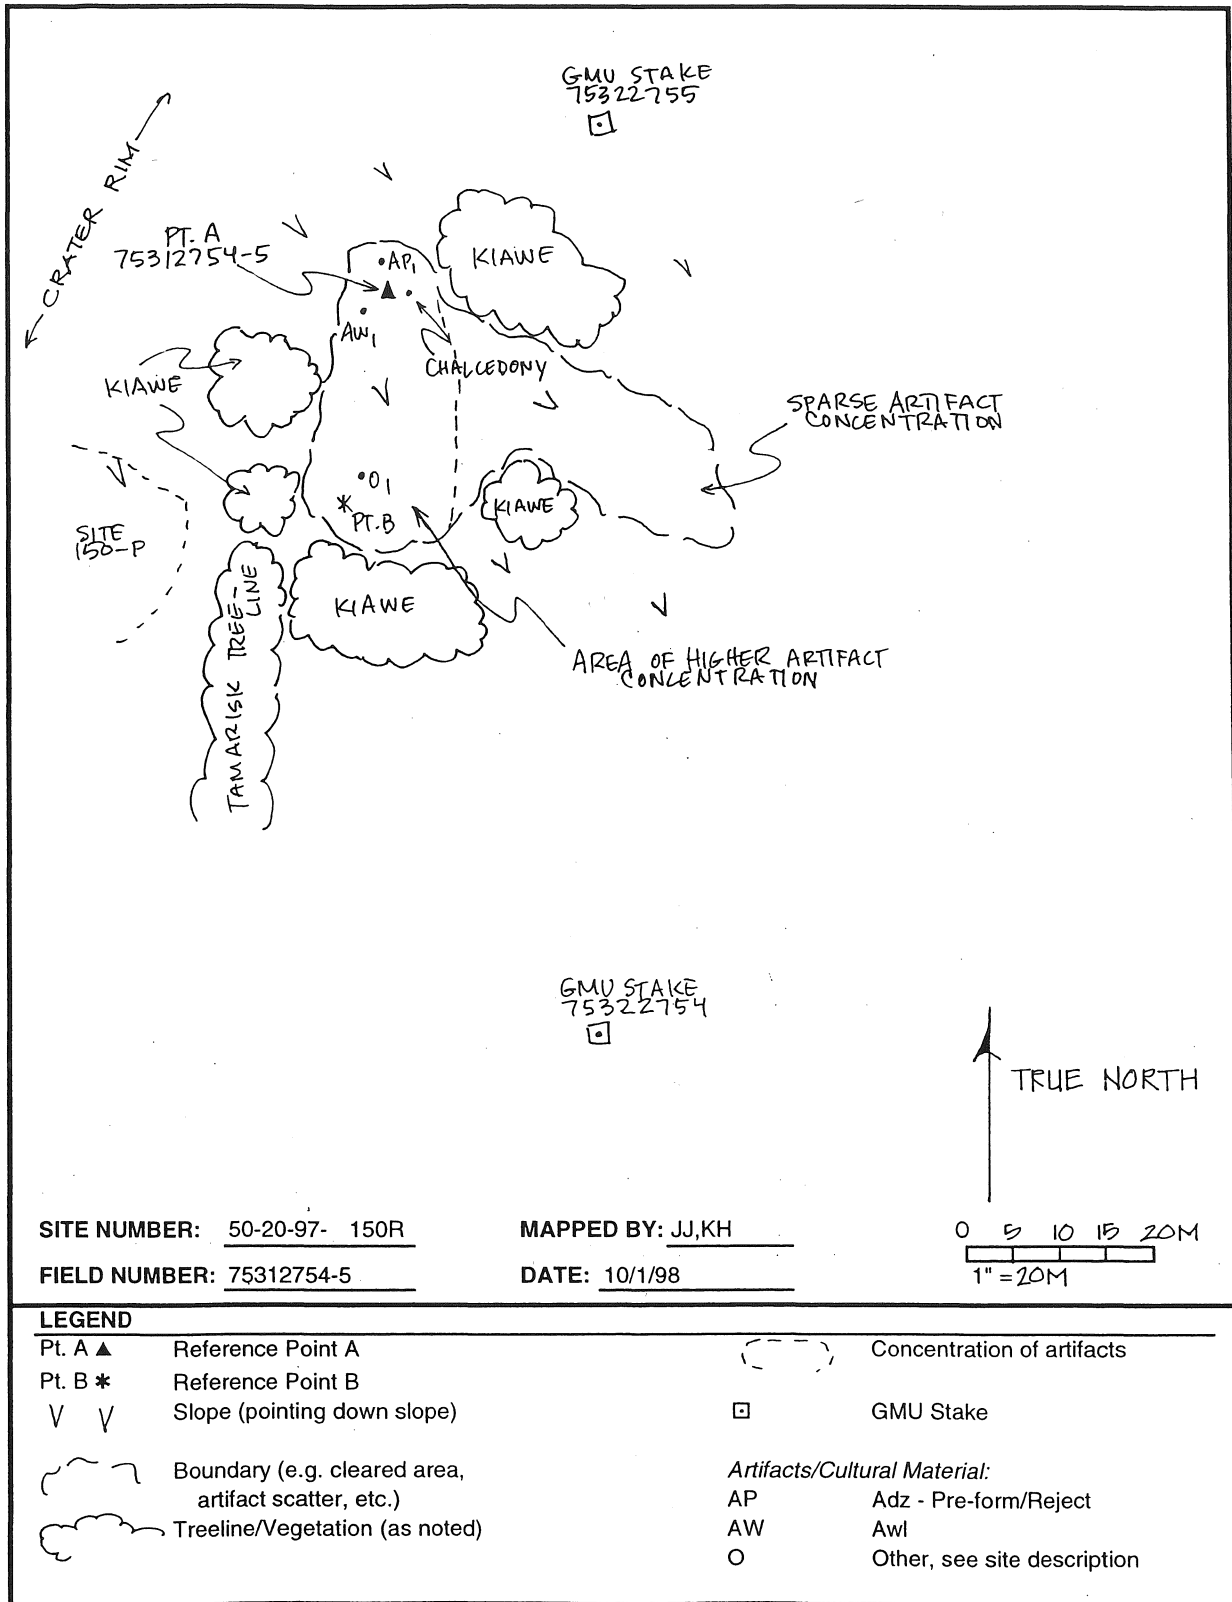 GMU STAKE
75322755
CRATER RIM
PT. A
75312754-5
•AP1
KIAWE
AW1
CHALCEDONY
KIAWE
SPARSE ARTIFACT
CONCENTRATION
•O1
PT.B
KIAWE
SITE
150-P
KIAWE
TAMARISK TREE-
LINE
AREA OF HIGHER ARTIFACT
CONCENTRATION
GMU STAKE
75322754
TRUE NORTH
SITE NUMBER: 50-20-97- 150R
MAPPED BY: JJ,KH
0 5 10 15 20M
FIELD NUMBER: 75312754-5
DATE: 10/1/98
1" = 20M
LEGEND
Pt. A ▲ Reference Point A
Concentration of artifacts
Pt. B * Reference Point B
Slope (pointing down slope)
GMU Stake
Boundary (e.g. cleared area,
artifact scatter, etc.)
Artifacts/Cultural Material:
AP Adz - Pre-form/Reject
Treeline/Vegetation (as noted)
AW Awl
O Other, see site description